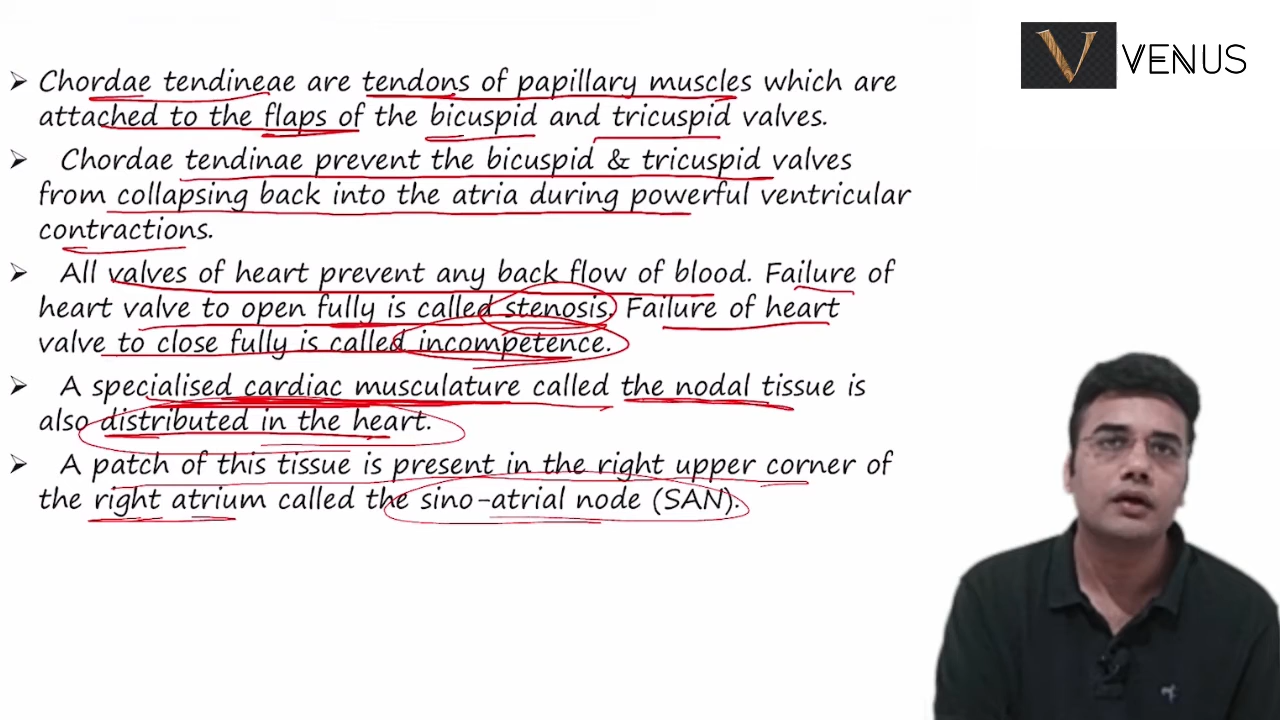 V VENUS
➢ Chordae tendineae are tendons of papillary muscles which are
attached to the flaps of the bicuspid and tricuspid valves.
➢ Chordae tendinae prevent the bicuspid & tricuspid valves
from collapsing back into the atria during powerful ventricular
contractions.
➢ All valves of heart prevent any back flow of blood. Failure of
heart valve to open fully is called stenosis. Failure of heart
valve to close fully is called incompetence.
➢ A specialised cardiac musculature called the nodal tissue is
also distributed in the heart.
➢ A patch of this tissue is present in the right upper corner of
the right atrium called the sino-atrial node (SAN).